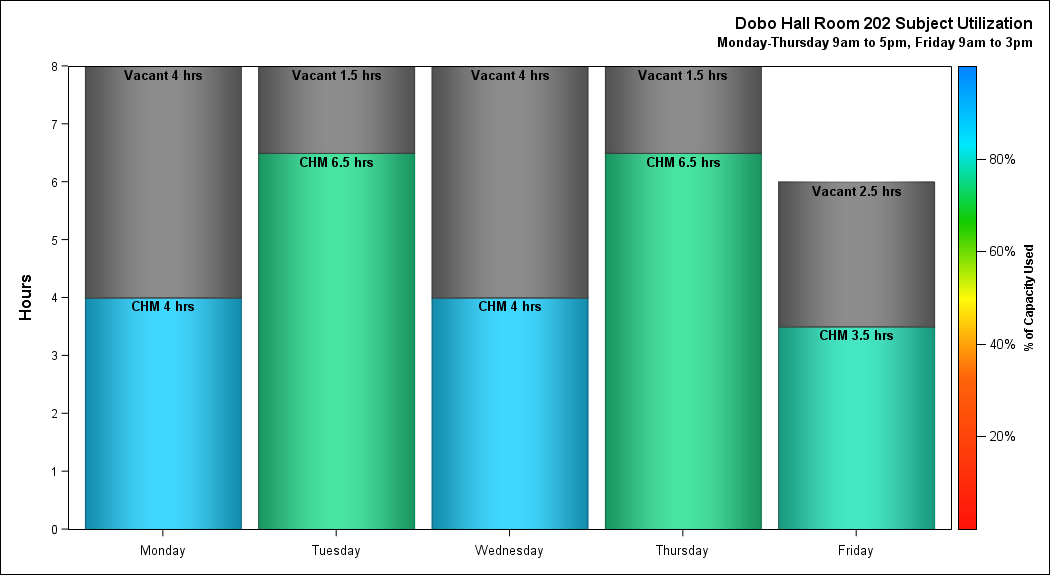 Dobo Hall Room 202 Subject Utilization
Monday-Thursday 9am to 5pm, Friday 9am to 3pm
Hours
8
7
6
5
4
3
2
1
0
Vacant 4 hrs
CHM 4 hrs
Vacant 1.5 hrs
CHM 6.5 hrs
Vacant 4 hrs
CHM 4 hrs
Vacant 1.5 hrs
CHM 6.5 hrs
Vacant 2.5 hrs
CHM 3.5 hrs
Monday
Tuesday
Wednesday
Thursday
Friday
80%
60%
40%
20%
% of Capacity Used